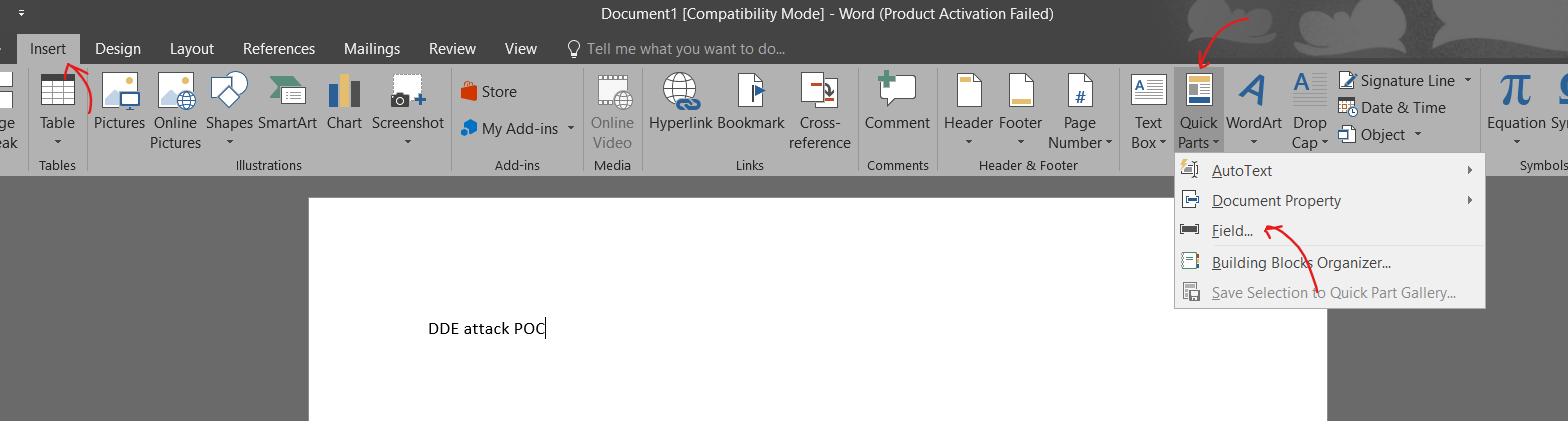 Document1 [Compatibility Mode] - Word (Product Activation Failed)
Insert Design Layout References Mailings Review View Tell me what you want to do...
Table Pictures Online Pictures Shapes SmartArt Chart Screenshot
Store
My Add-ins
Online Video
Hyperlink Bookmark Cross-reference
Comment
Header Footer Page Number
Text Box Quick Parts WordArt Drop Cap
Signature Line
Date & Time
Object
Equation
Tables Illustrations Add-ins Media Links Comments Header & Footer Symbols
AutoText
Document Property
Field...
Building Blocks Organizer...
Save Selection to Quick Part Gallery...
DDE attack POC